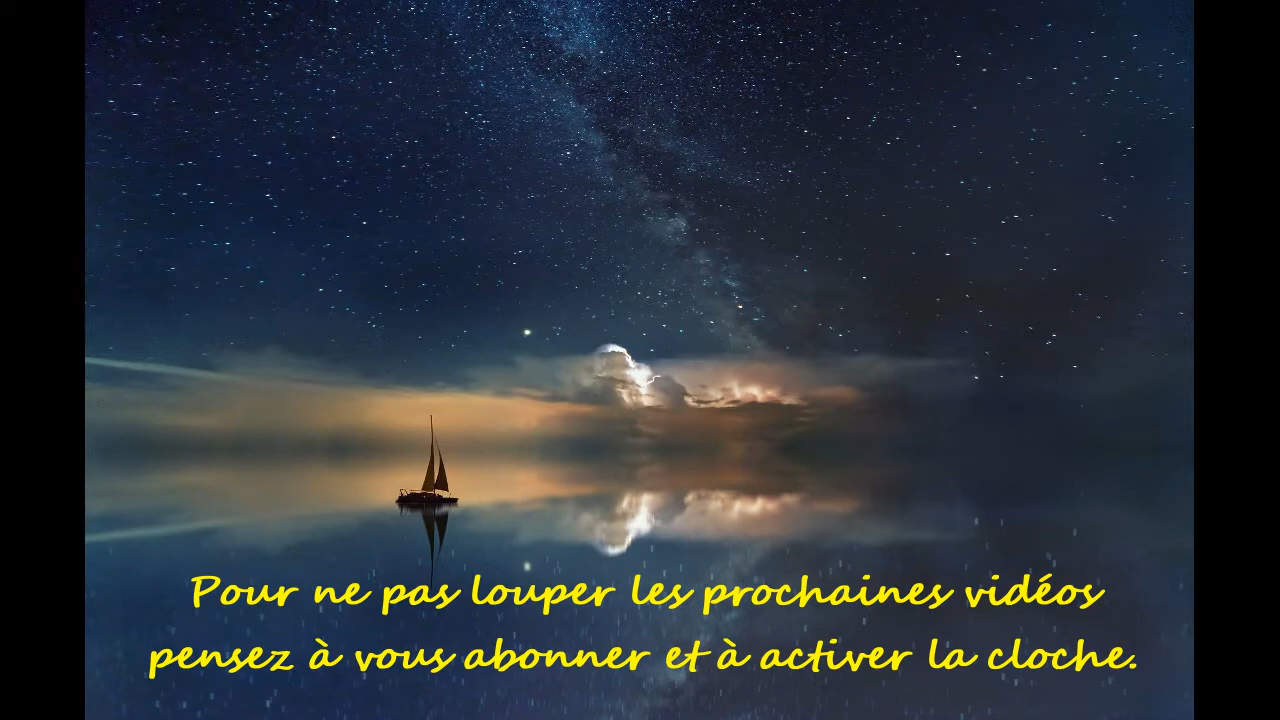 Pour ne pas louper les prochaines vidéos
pensez à vous abonner et à activer la cloche.